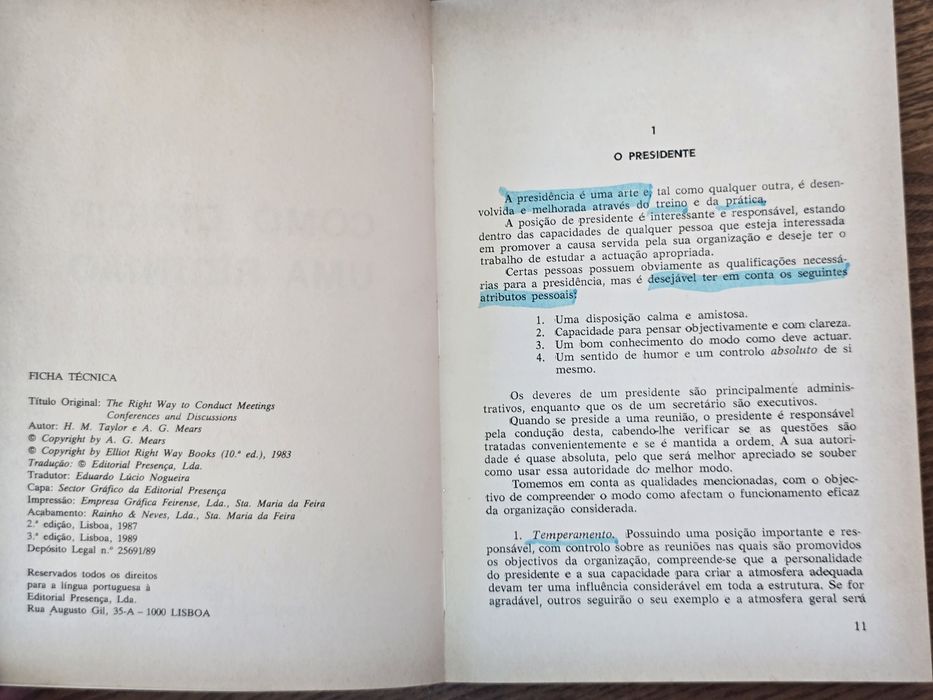 FICHA TÉCNICA
Título Original: The Right Way to Conduct Meetings
Conferences and Discussions
Autor: H. M. Taylor e A. G. Mears
© Copyright by A. G. Mears
© Copyright by Elliot Right Way Books (10.ª ed.), 1983
Tradução: © Editorial Presença, Lda.
Tradutor: Eduardo Lúcio Nogueira
Capa: Sector Gráfico da Editorial Presença
Impressão: Empresa Gráfica Feirense, Lda., Sta. Maria da Feira
Acabamento: Rainho & Neves, Lda., Sta. Maria da Feira
2.ª edição, Lisboa, 1987
3.ª edição, Lisboa, 1989
Depósito Legal n.º 25691/89
Reservados todos os direitos
para a língua portuguesa à
Editorial Presença, Lda.
Rua Augusto Gil, 35-A – 1000 LISBOA
1
O PRESIDENTE
A presidência é uma arte e, tal como qualquer outra, é desen-
volvida e melhorada através do treino e da prática.
A posição de presidente é interessante e responsável, estando
dentro das capacidades de qualquer pessoa que esteja interessada
em promover a causa servida pela sua organização e deseje ter o
trabalho de estudar a actuação apropriada.
Certas pessoas possuem obviamente as qualificações necessá-
rias para a presidência, mas é desejável ter em conta os seguintes
atributos pessoais:
1. Uma disposição calma e amistosa.
2. Capacidade para pensar objectivamente e com clareza.
3. Um bom conhecimento do modo como deve actuar.
4. Um sentido de humor e um controlo absoluto de si
mesmo.
Os deveres de um presidente são principalmente adminis-
trativos, enquanto que os de um secretário são executivos.
Quando se preside a uma reunião, o presidente é responsável
pela condução desta, cabendo-lhe verificar se as questões são
tratadas convenientemente e se é mantida a ordem. A sua autori-
dade é quase absoluta, pelo que será melhor apreciado se souber
como usar essa autoridade do melhor modo.
Tomemos em conta as qualidades mencionadas, com o objec-
tivo de compreender o modo como afectam o funcionamento eficaz
da organização considerada.
1. Temperamento. Possuindo uma posição importante e res-
ponsável, com controlo sobre as reuniões nas quais são promovidos
os objectivos da organização, compreende-se que a personalidade
do presidente e a sua capacidade para criar a atmosfera adequada
devam ter uma influência considerável em toda a estrutura. Se for
agradável, outros seguirão o seu exemplo e a atmosfera geral será
11